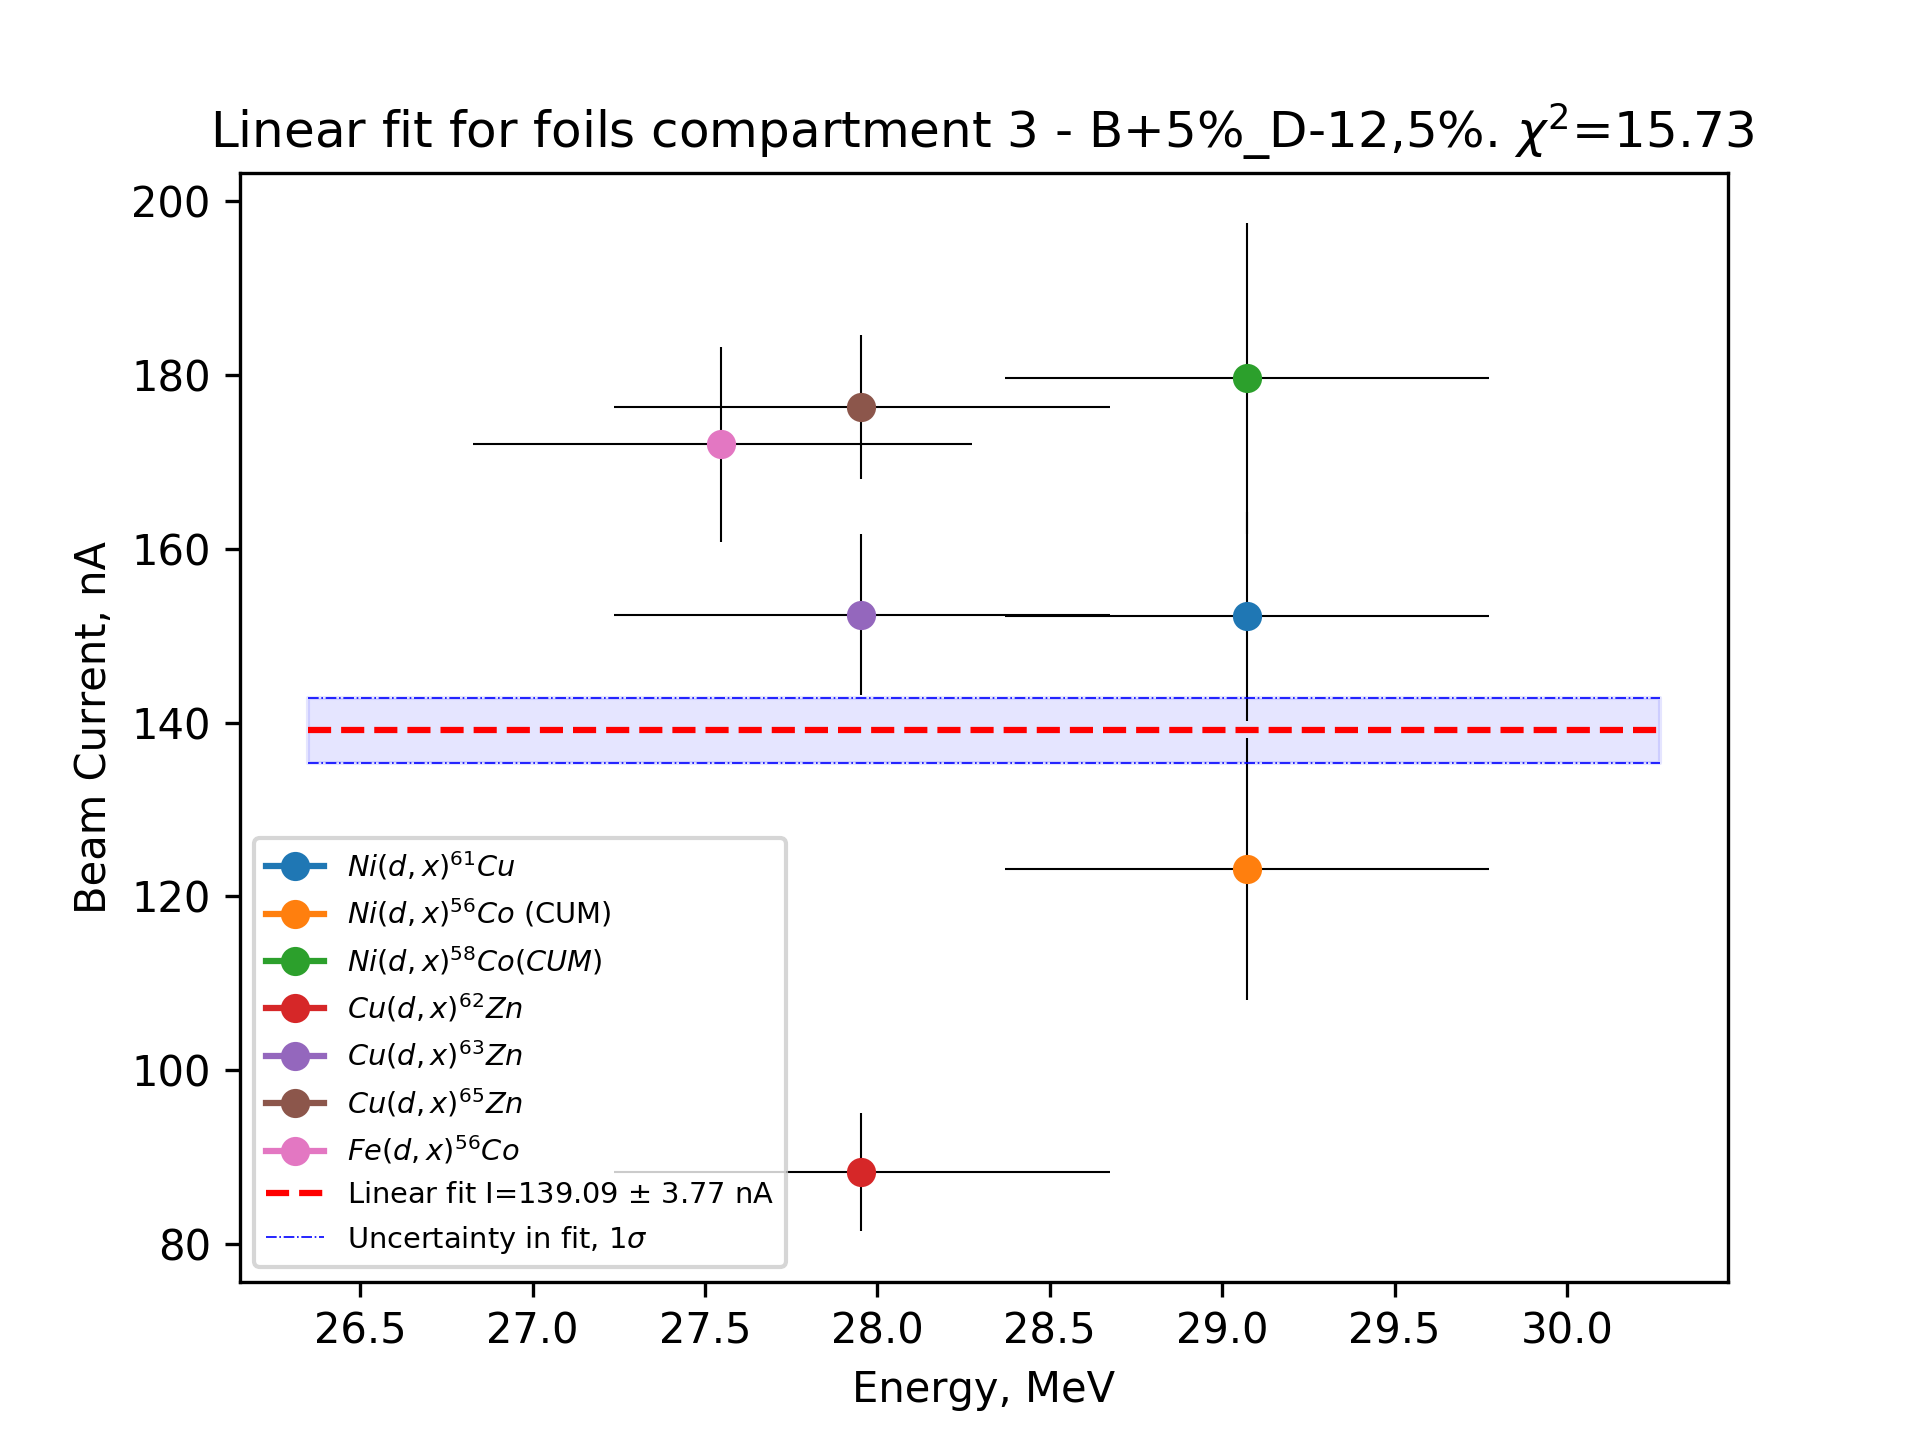 Linear fit for foils compartment 3 - B+5%_D-12,5%. χ²=15.73
200
180
160
140
120
100
80
Beam Current, nA
Ni(d, x)⁶¹Cu
Ni(d, x)⁵⁶Co (CUM)
Ni(d, x)⁵⁸Co(CUM)
Cu(d, x)⁶²Zn
Cu(d, x)⁶³Zn
Cu(d, x)⁶⁵Zn
Fe(d, x)⁵⁶Co
Linear fit I=139.09 ± 3.77 nA
Uncertainty in fit, 1σ
26.5 27.0 27.5 28.0 28.5 29.0 29.5 30.0
Energy, MeV